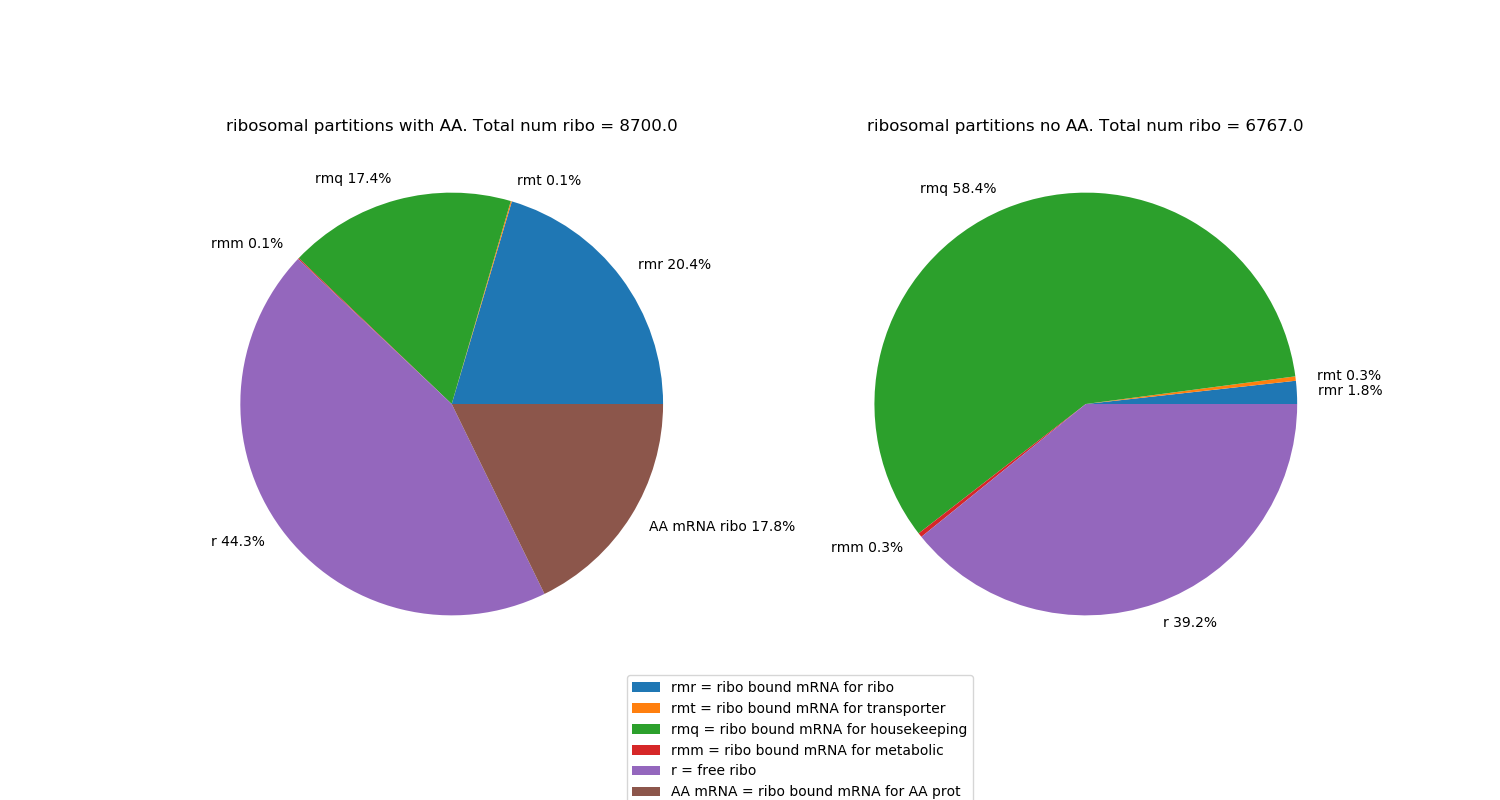 ribosomal partitions with AA. Total num ribo = 8700.0
rmq 17.4%
rmt 0.1%
rmm 0.1%
rmr 20.4%
AA mRNA ribo 17.8%
r 44.3%
ribosomal partitions no AA. Total num ribo = 6767.0
rmq 58.4%
rmt 0.3%
rmr 1.8%
rmm 0.3%
r 39.2%
rmr = ribo bound mRNA for ribo
rmt = ribo bound mRNA for transporter
rmq = ribo bound mRNA for housekeeping
rmm = ribo bound mRNA for metabolic
r = free ribo
AA mRNA = ribo bound mRNA for AA prot